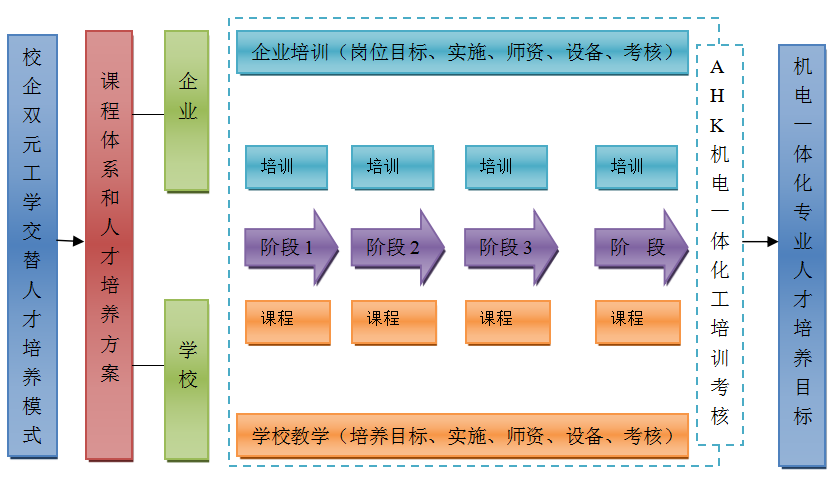 校企双元工学交替人才培养模式
课程体系和人才培养方案
企业
学校
企业培训（岗位目标、实施、师资、设备、考核）
培训
培训
培训
培训
阶段 1
阶段 2
阶段 3
阶 段
课程
课程
课程
课程
学校教学（培养目标、实施、师资、设备、考核）
AHK机电一体化工培训考核
机电一体化专业人才培养目标